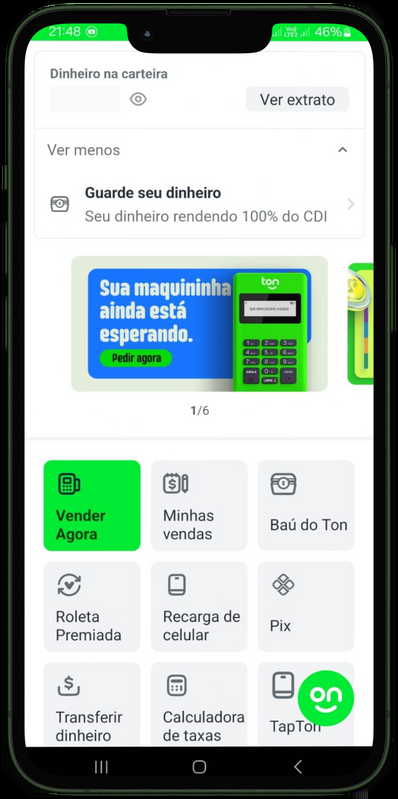 21:48
Vo))
LTE2
46%
Dinheiro na carteira
Ver extrato
Ver menos
Guarde seu dinheiro
Seu dinheiro rendendo 100% do CDI
Sua maquininha
ainda está
esperando.
Pedir agora
ton
1/6
Vender
Agora
Minhas
vendas
Baú do Ton
Roleta
Premiada
Recarga de
celular
Pix
Transferir
dinheiro
Calculadora
de taxas
TapTon
on